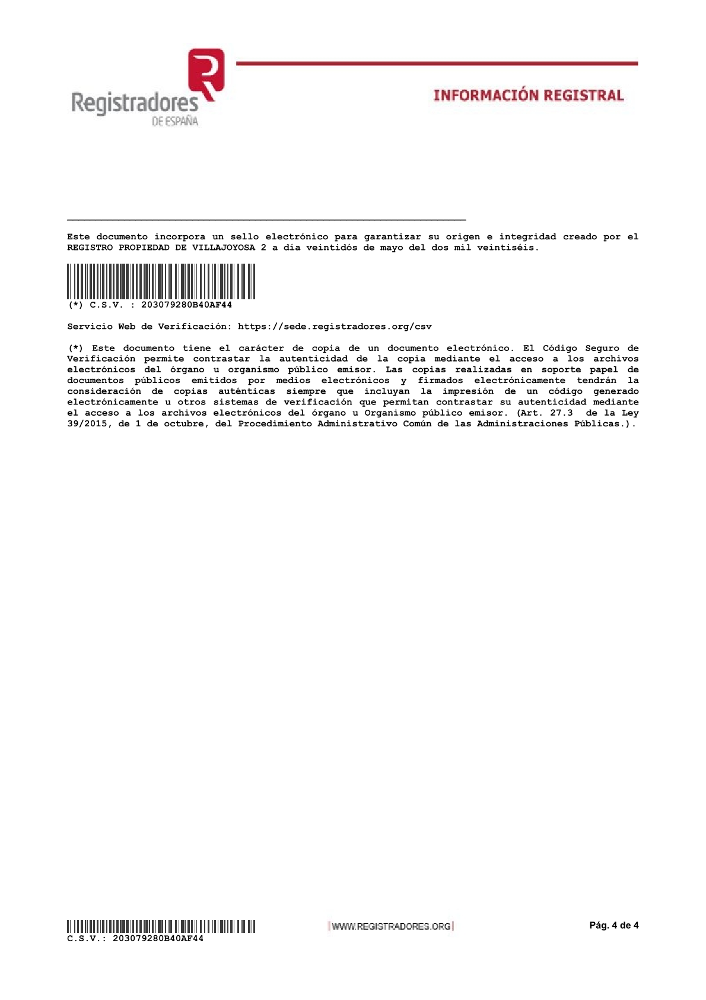 Registradores
DE ESPAÑA
INFORMACIÓN REGISTRAL
Este documento incorpora un sello electrónico para garantizar su origen e integridad creado por el
REGISTRO PROPIEDAD DE VILLAJOYOSA 2 a día veintidós de mayo del dos mil veintiséis.
(*) C.S.V. : 203079280B40AF44
Servicio Web de Verificación: https://sede.registradores.org/csv
(*) Este documento tiene el carácter de copia de un documento electrónico. El Código Seguro de
Verificación permite contrastar la autenticidad de la copia mediante el acceso a los archivos
electrónicos del órgano u organismo público emisor. Las copias realizadas en soporte papel de
documentos públicos emitidos por medios electrónicos y firmados electrónicamente tendrán la
consideración de copias auténticas siempre que incluyan la impresión de un código generado
electrónicamente u otros sistemas de verificación que permitan contrastar su autenticidad mediante
el acceso a los archivos electrónicos del órgano u Organismo público emisor. (Art. 27.3 de la Ley
39/2015, de 1 de octubre, del Procedimiento Administrativo Común de las Administraciones Públicas.).
C.S.V.: 203079280B40AF44
WWW.REGISTRADORES.ORG
Pág. 4 de 4